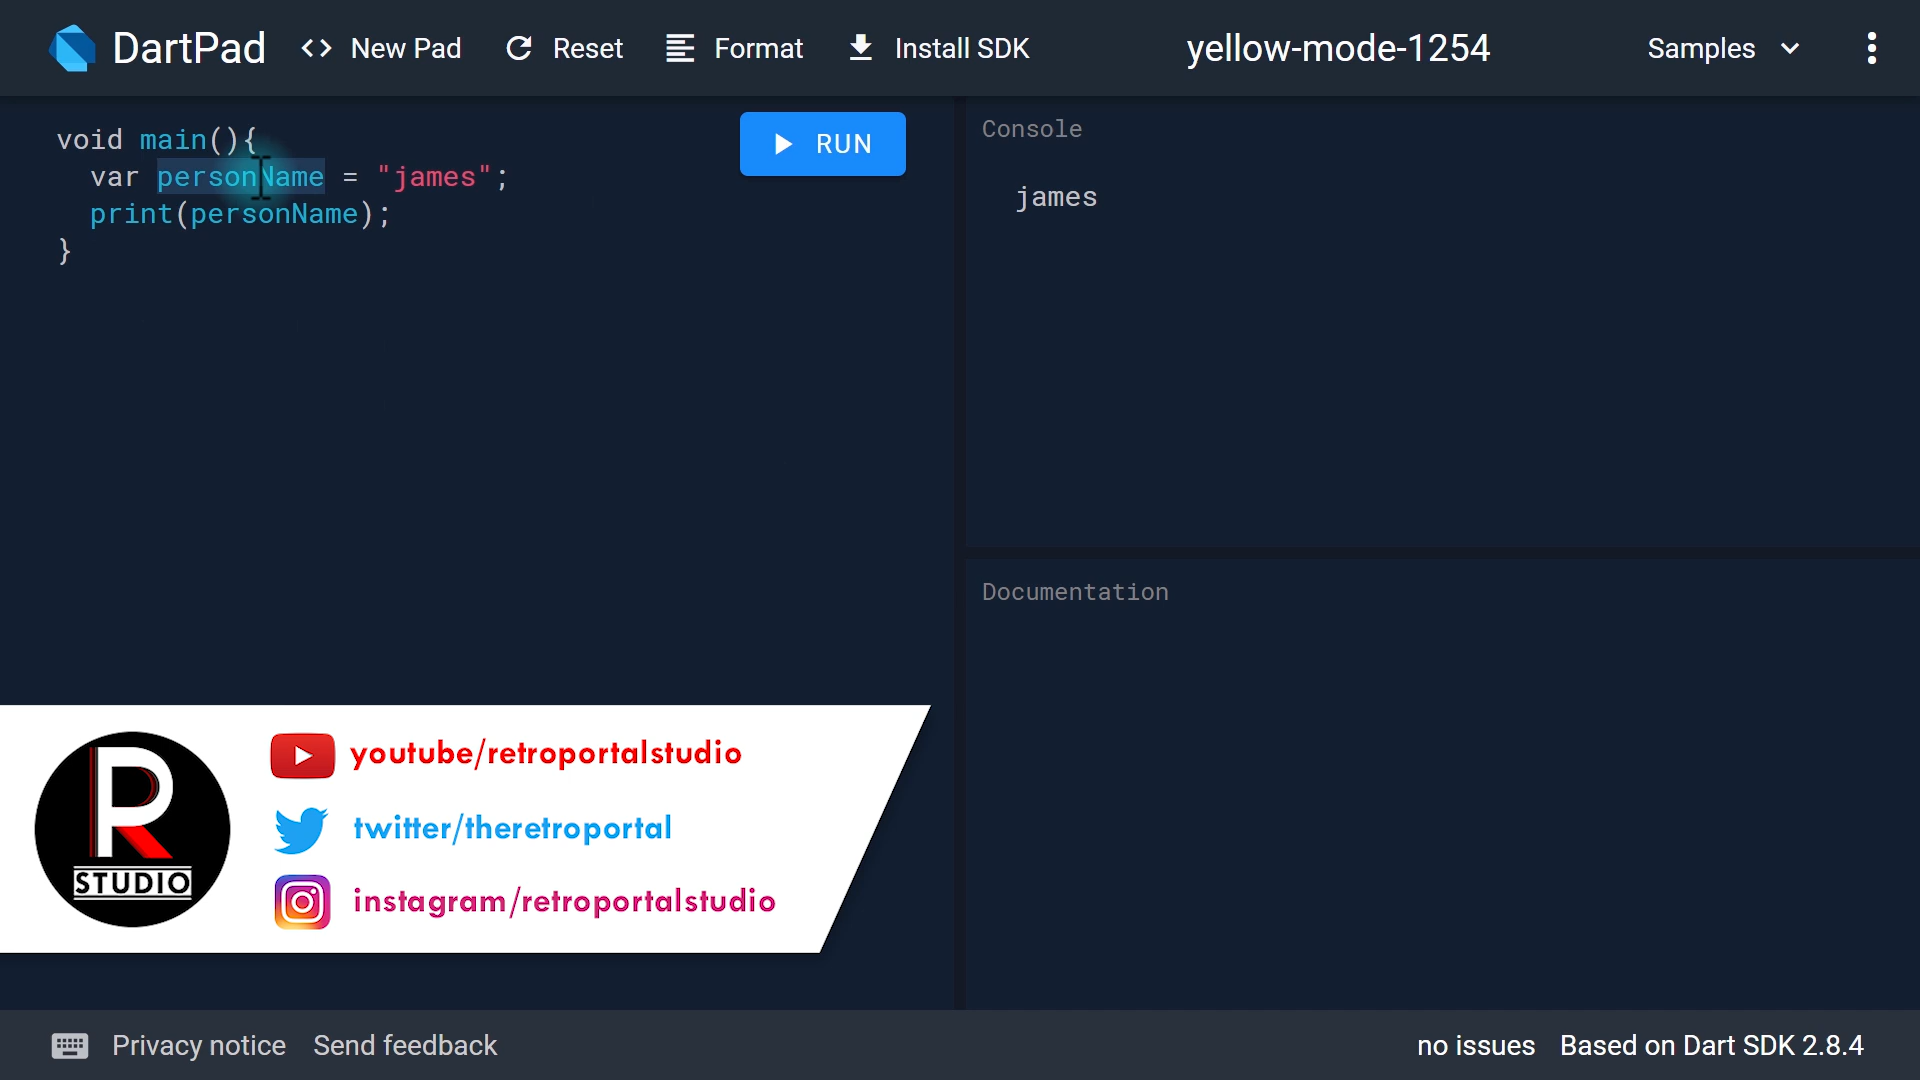 DartPad <> New Pad Reset Format Install SDK yellow-mode-1254 Samples
void main(){
  var personName = "james";
  print(personName);
}
RUN
Console
james
Documentation
R
STUDIO
youtube/retroportalstudio
twitter/theretroportal
instagram/retroportalstudio
Privacy notice Send feedback no issues Based on Dart SDK 2.8.4